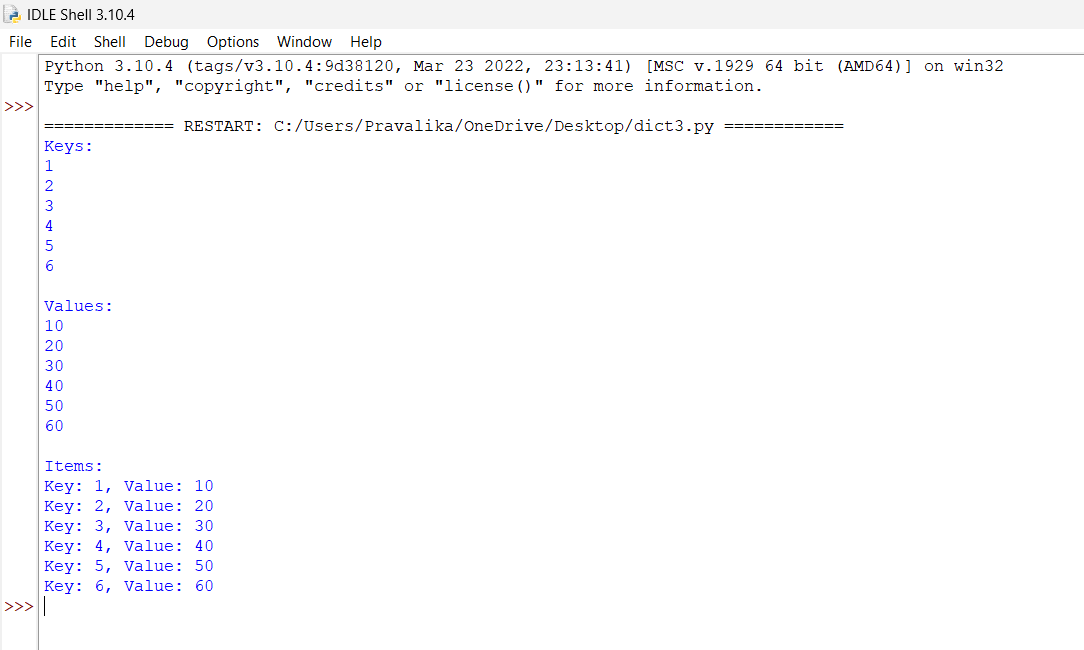 IDLE Shell 3.10.4
File Edit Shell Debug Options Window Help
Python 3.10.4 (tags/v3.10.4:9d38120, Mar 23 2022, 23:13:41) [MSC v.1929 64 bit (AMD64)] on win32
Type "help", "copyright", "credits" or "license()" for more information.
>>>
============= RESTART: C:/Users/Pravalika/OneDrive/Desktop/dict3.py ============
Keys:
1
2
3
4
5
6
Values:
10
20
30
40
50
60
Items:
Key: 1, Value: 10
Key: 2, Value: 20
Key: 3, Value: 30
Key: 4, Value: 40
Key: 5, Value: 50
Key: 6, Value: 60
>>>